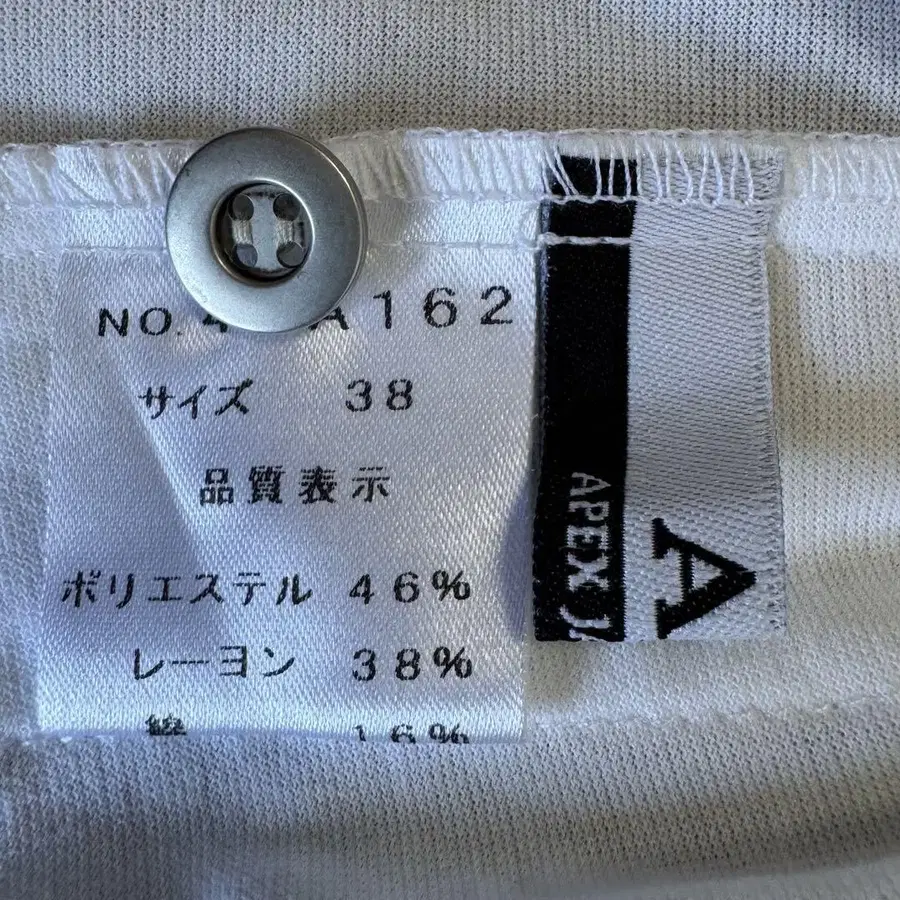 NO.4 A162
サイズ 38
品質表示
ポリエステル 46%
レーヨン 38%
16%
APEX
A